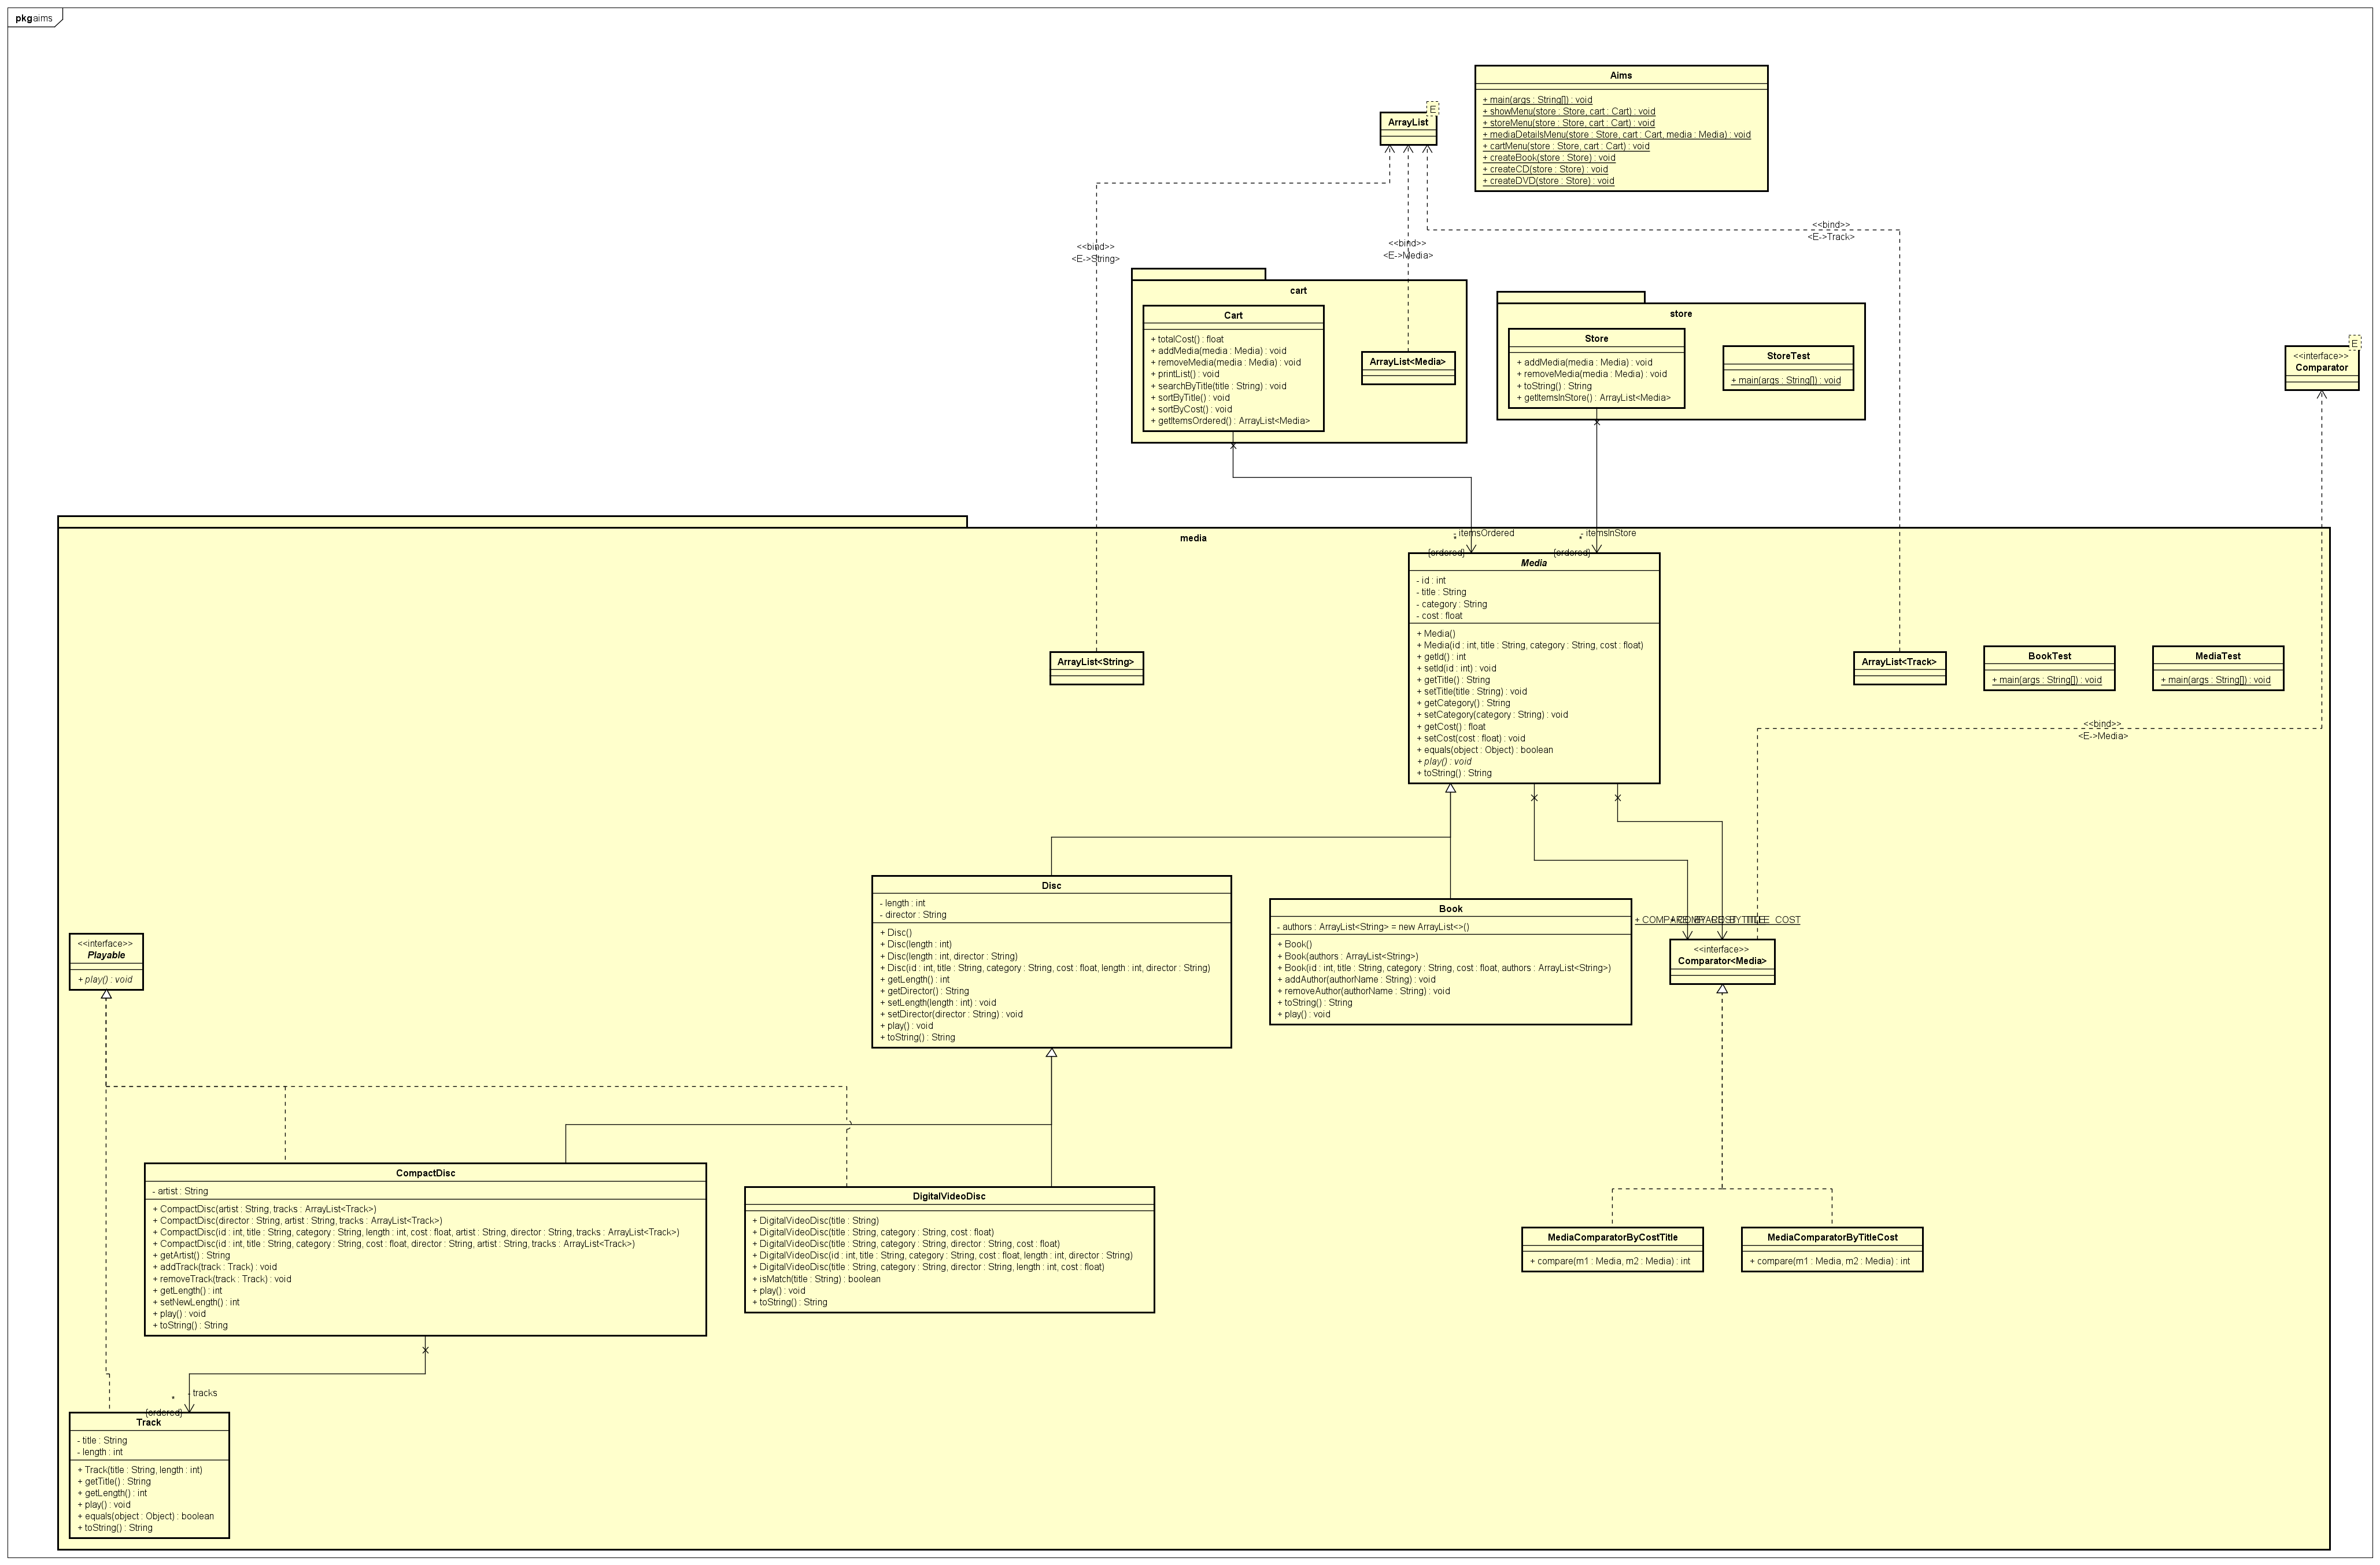 pkg aims
Aims
+ main(args : String[]) : void
+ showMenu(store : Store, cart : Cart) : void
+ storeMenu(store : Store, cart : Cart) : void
+ mediaDetailsMenu(store : Store, cart : Cart, media : Media) : void
+ cartMenu(store : Store, cart : Cart) : void
+ createBook(store : Store) : void
+ createCD(store : Store) : void
+ createDVD(store : Store) : void
E
ArrayList
<<bind>>
<E->String>
<<bind>>
<E->Media>
<<bind>>
<E->Track>
cart
Cart
+ totalCost() : float
+ addMedia(media : Media) : void
+ removeMedia(media : Media) : void
+ printList() : void
+ searchByTitle(title : String) : void
+ sortByTitle() : void
+ sortByCost() : void
+ getItemsOrdered() : ArrayList<Media>
ArrayList<Media>
store
Store
+ addMedia(media : Media) : void
+ removeMedia(media : Media) : void
+ toString() : String
+ getItemsInStore() : ArrayList<Media>
StoreTest
+ main(args : String[]) : void
E
<<interface>>
Comparator
media
- itemsOrdered
*
{ordered}
- itemsInStore
*
{ordered}
Media
- id : int
- title : String
- category : String
- cost : float
+ Media()
+ Media(id : int, title : String, category : String, cost : float)
+ getId() : int
+ setId(id : int) : void
+ getTitle() : String
+ setTitle(title : String) : void
+ getCategory() : String
+ setCategory(category : String) : void
+ getCost() : float
+ setCost(cost : float) : void
+ equals(object : Object) : boolean
+ play() : void
+ toString() : String
ArrayList<String>
ArrayList<Track>
BookTest
+ main(args : String[]) : void
MediaTest
+ main(args : String[]) : void
<<bind>>
<E->Media>
Disc
- length : int
- director : String
+ Disc()
+ Disc(length : int)
+ Disc(length : int, director : String)
+ Disc(id : int, title : String, category : String, cost : float, length : int, director : String)
+ getLength() : int
+ getDirector() : String
+ setLength(length : int) : void
+ setDirector(director : String) : void
+ play() : void
+ toString() : String
Book
- authors : ArrayList<String> = new ArrayList<>()
+ Book()
+ Book(authors : ArrayList<String>)
+ Book(id : int, title : String, category : String, cost : float, authors : ArrayList<String>)
+ addAuthor(authorName : String) : void
+ removeAuthor(authorName : String) : void
+ toString() : String
+ play() : void
<<interface>>
Comparator<Media>
<<interface>>
Playable
+ play() : void
CompactDisc
- artist : String
+ CompactDisc(artist : String, tracks : ArrayList<Track>)
+ CompactDisc(director : String, artist : String, tracks : ArrayList<Track>)
+ CompactDisc(id : int, title : String, category : String, length : int, cost : float, artist : String, director : String, tracks : ArrayList<Track>)
+ CompactDisc(id : int, title : String, category : String, cost : float, director : String, artist : String, tracks : ArrayList<Track>)
+ getArtist() : String
+ addTrack(track : Track) : void
+ removeTrack(track : Track) : void
+ getLength() : int
+ setNewLength() : int
+ play() : void
+ toString() : String
DigitalVideoDisc
+ DigitalVideoDisc(title : String)
+ DigitalVideoDisc(title : String, category : String, cost : float)
+ DigitalVideoDisc(title : String, category : String, director : String, cost : float)
+ DigitalVideoDisc(id : int, title : String, category : String, cost : float, length : int, director : String)
+ DigitalVideoDisc(title : String, category : String, director : String, length : int, cost : float)
+ isMatch(title : String) : boolean
+ play() : void
+ toString() : String
MediaComparatorByCostTitle
+ compare(m1 : Media, m2 : Media) : int
MediaComparatorByTitleCost
+ compare(m1 : Media, m2 : Media) : int
- tracks
*
{ordered}
Track
- title : String
- length : int
+ Track(title : String, length : int)
+ getTitle() : String
+ getLength() : int
+ play() : void
+ equals(object : Object) : boolean
+ toString() : String